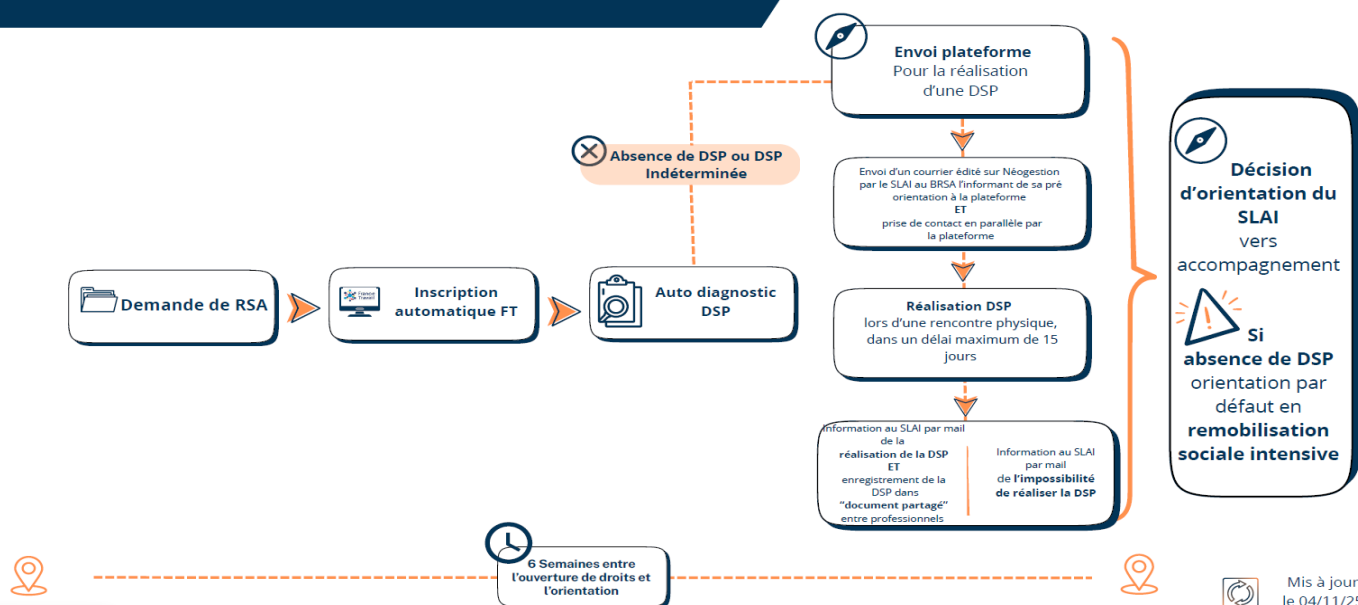 Envoi plateforme
Pour la réalisation
d'une DSP
Absence de DSP ou DSP
Indéterminée
Envoi d'un courrier édité sur Néogestion
par le SLAI au BRSA l'informant de sa pré
orientation à la plateforme
ET
prise de contact en parallèle par
la plateforme
Demande de RSA
France
Travail
Inscription
automatique FT
Auto diagnostic
DSP
Réalisation DSP
lors d'une rencontre physique,
dans un délai maximum de 15
jours
Information au SLAI par mail
de la
réalisation de la DSP
ET
enregistrement de la
DSP dans
"document partagé"
entre professionnels
Information au SLAI
par mail
de l'impossibilité
de réaliser la DSP
Décision
d'orientation du
SLAI
vers
accompagnement
Si
absence de DSP
orientation par
défaut en
remobilisation
sociale intensive
6 Semaines entre
l'ouverture de droits et
l'orientation
Mis à jour
le 04/11/25